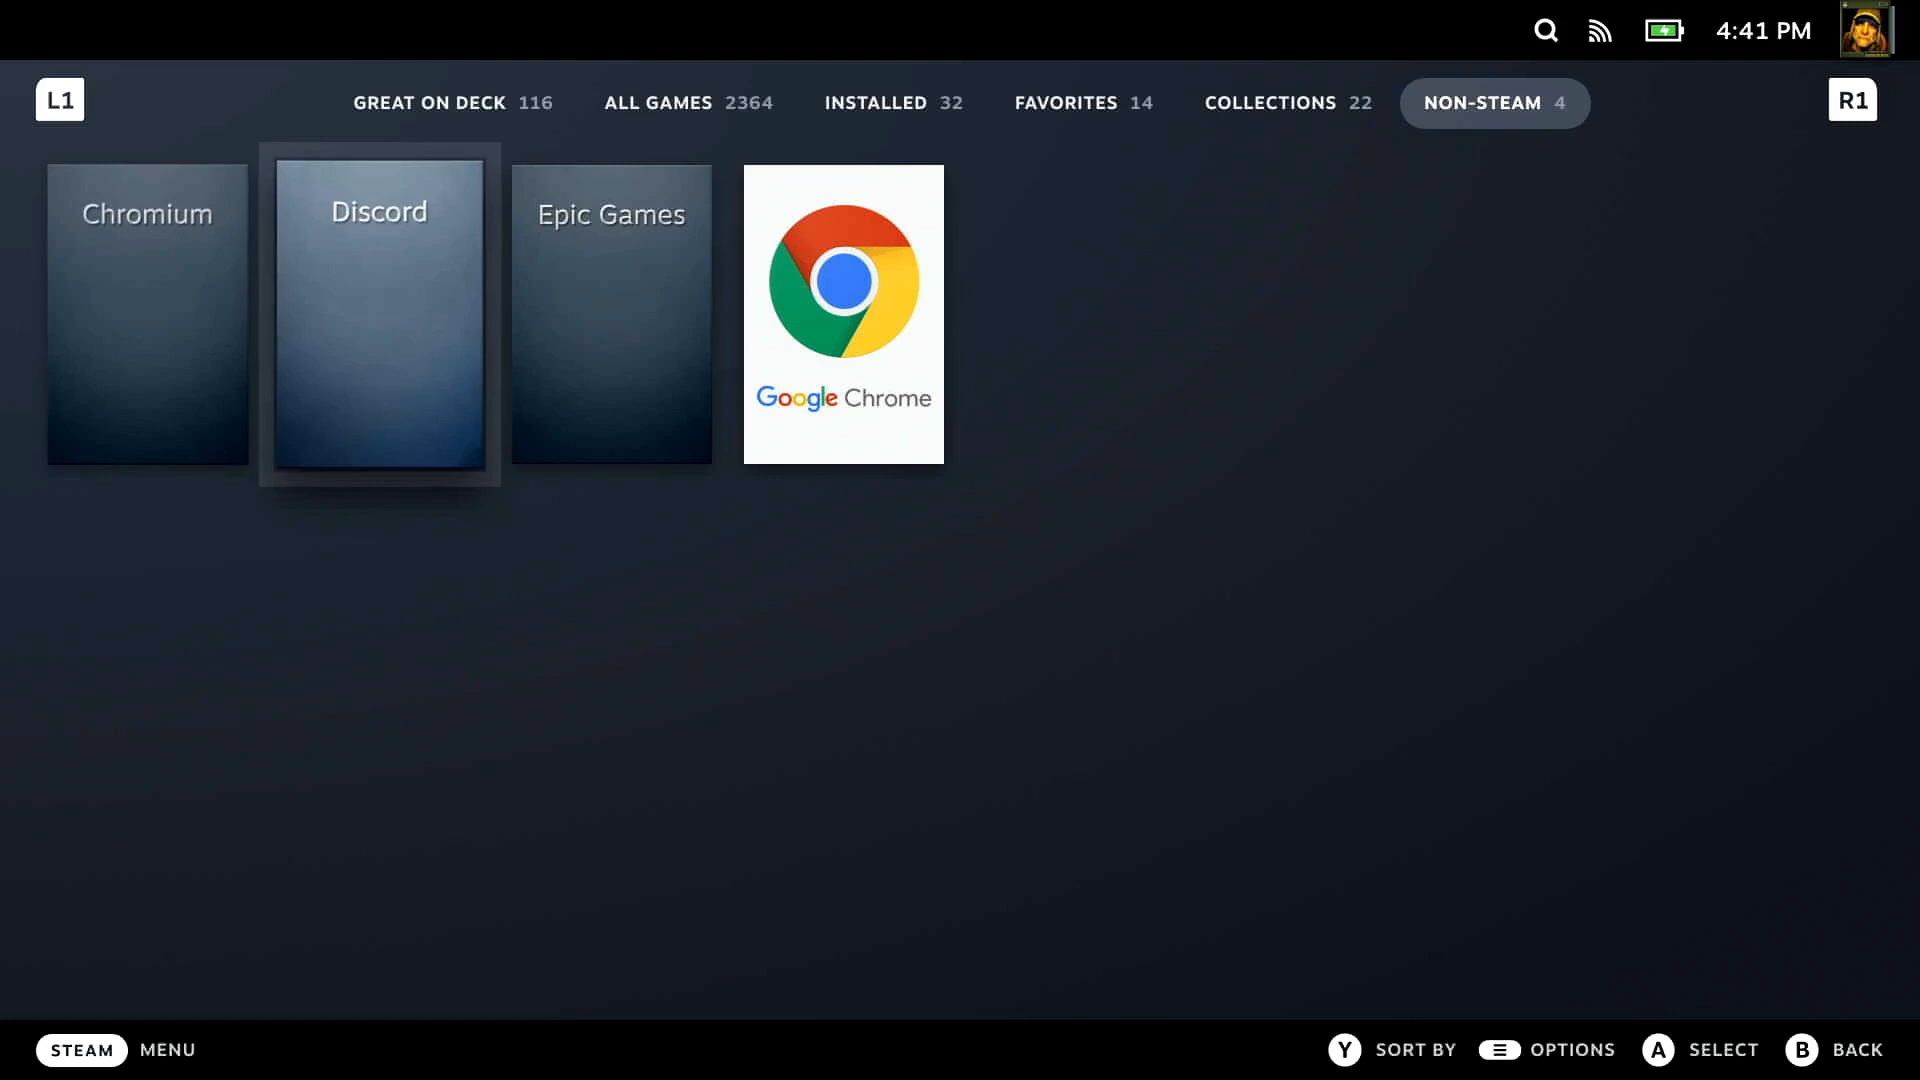 4:41 PM
L1
GREAT ON DECK 116
ALL GAMES 2364
INSTALLED 32
FAVORITES 14
COLLECTIONS 22
NON-STEAM 4
R1
Chromium
Discord
Epic Games
Google Chrome
STEAM MENU
Y SORT BY
OPTIONS
A SELECT
B BACK